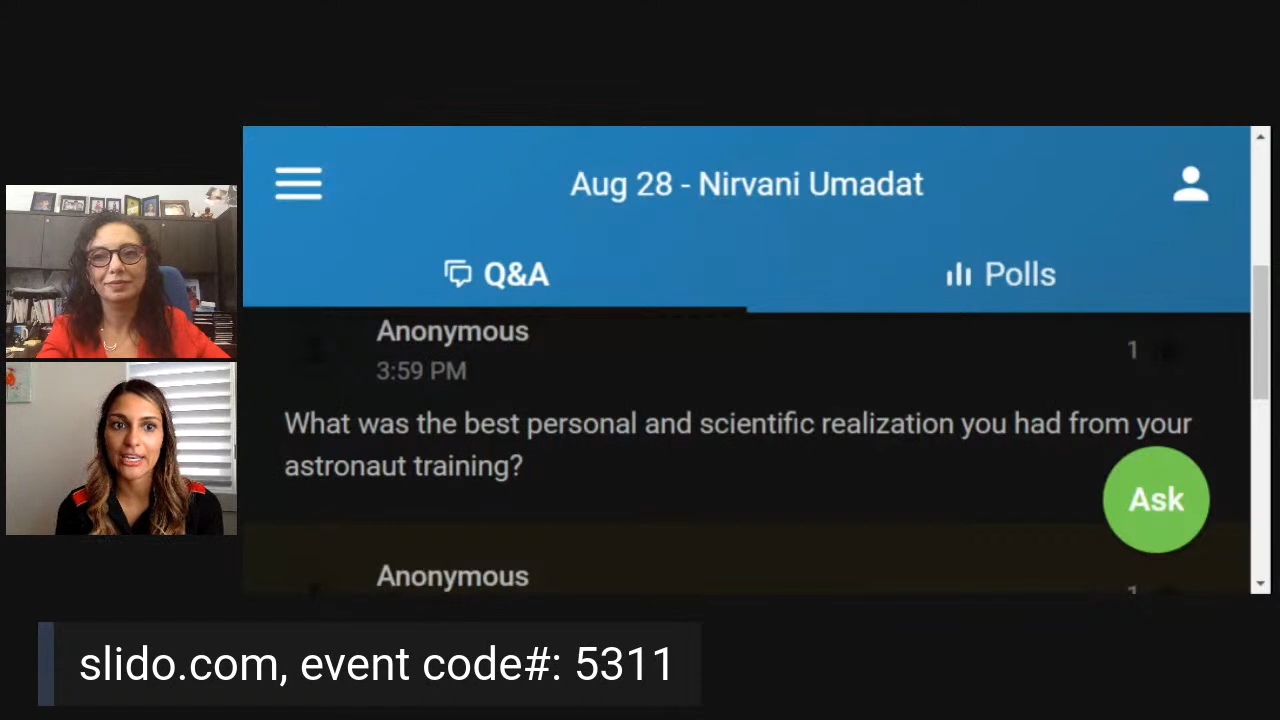 Aug 28 - Nirvani Umadat
Q&A
Polls
Anonymous
1
3:59 PM
What was the best personal and scientific realization you had from your
astronaut training?
Ask
Anonymous
1
slido.com, event code#: 5311